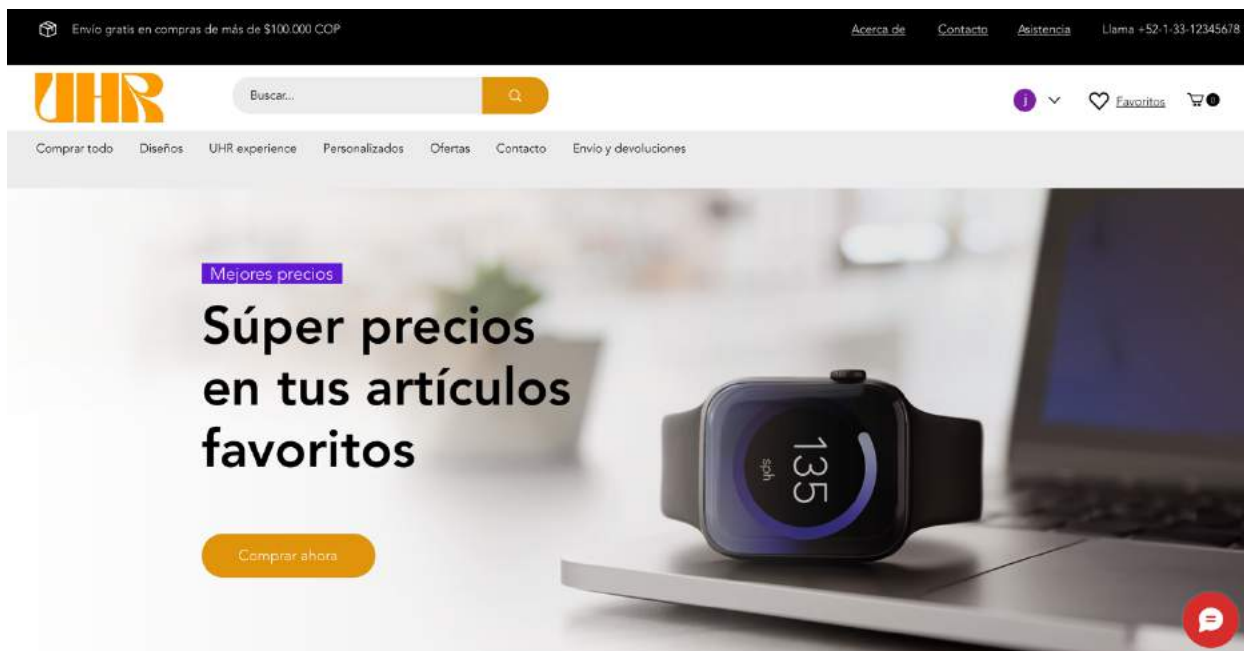 Envío gratis en compras de más de $100.000 COP
Acerca de Contacto Asistencia Llama +52-1-33-12345678
UHR
Buscar...
j
Favoritos
0
Comprar todo Diseños UHR experience Personalizados Ofertas Contacto Envío y devoluciones
Mejores precios
Súper precios
en tus artículos
favoritos
135
sph
Comprar ahora